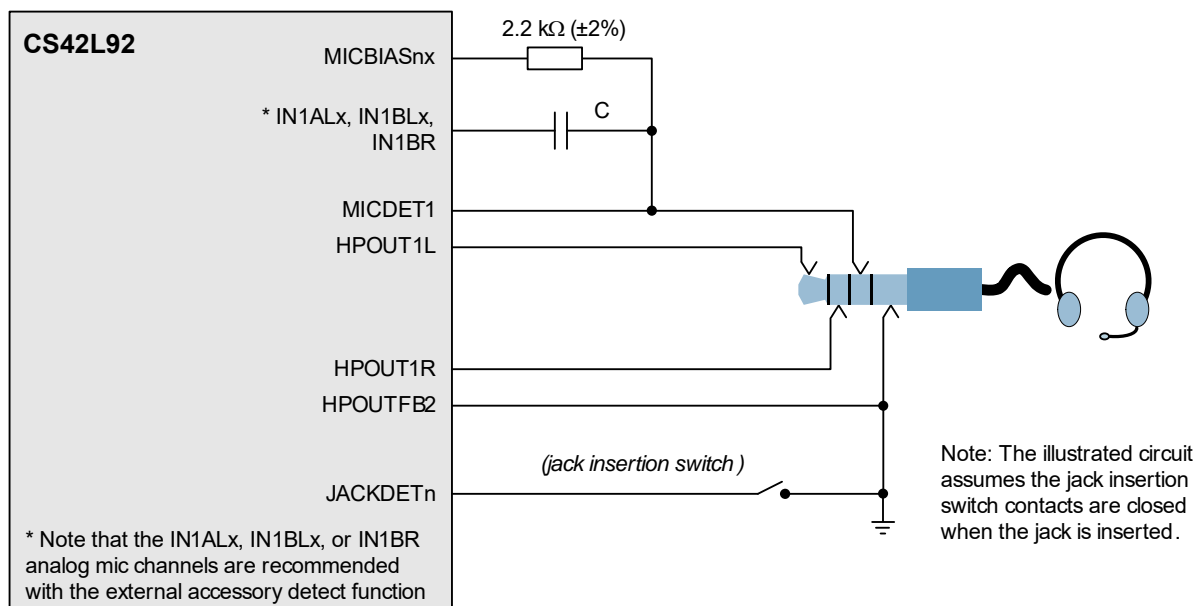 CS42L92
2.2 kΩ (±2%)
MICBIASnx
* IN1ALx, IN1BLx,
IN1BR
C
MICDET1
HPOUT1L
HPOUT1R
HPOUTFB2
(jack insertion switch)
JACKDETn
Note: The illustrated circuit
assumes the jack insertion
switch contacts are closed
when the jack is inserted.
* Note that the IN1ALx, IN1BLx, or IN1BR
analog mic channels are recommended
with the external accessory detect function